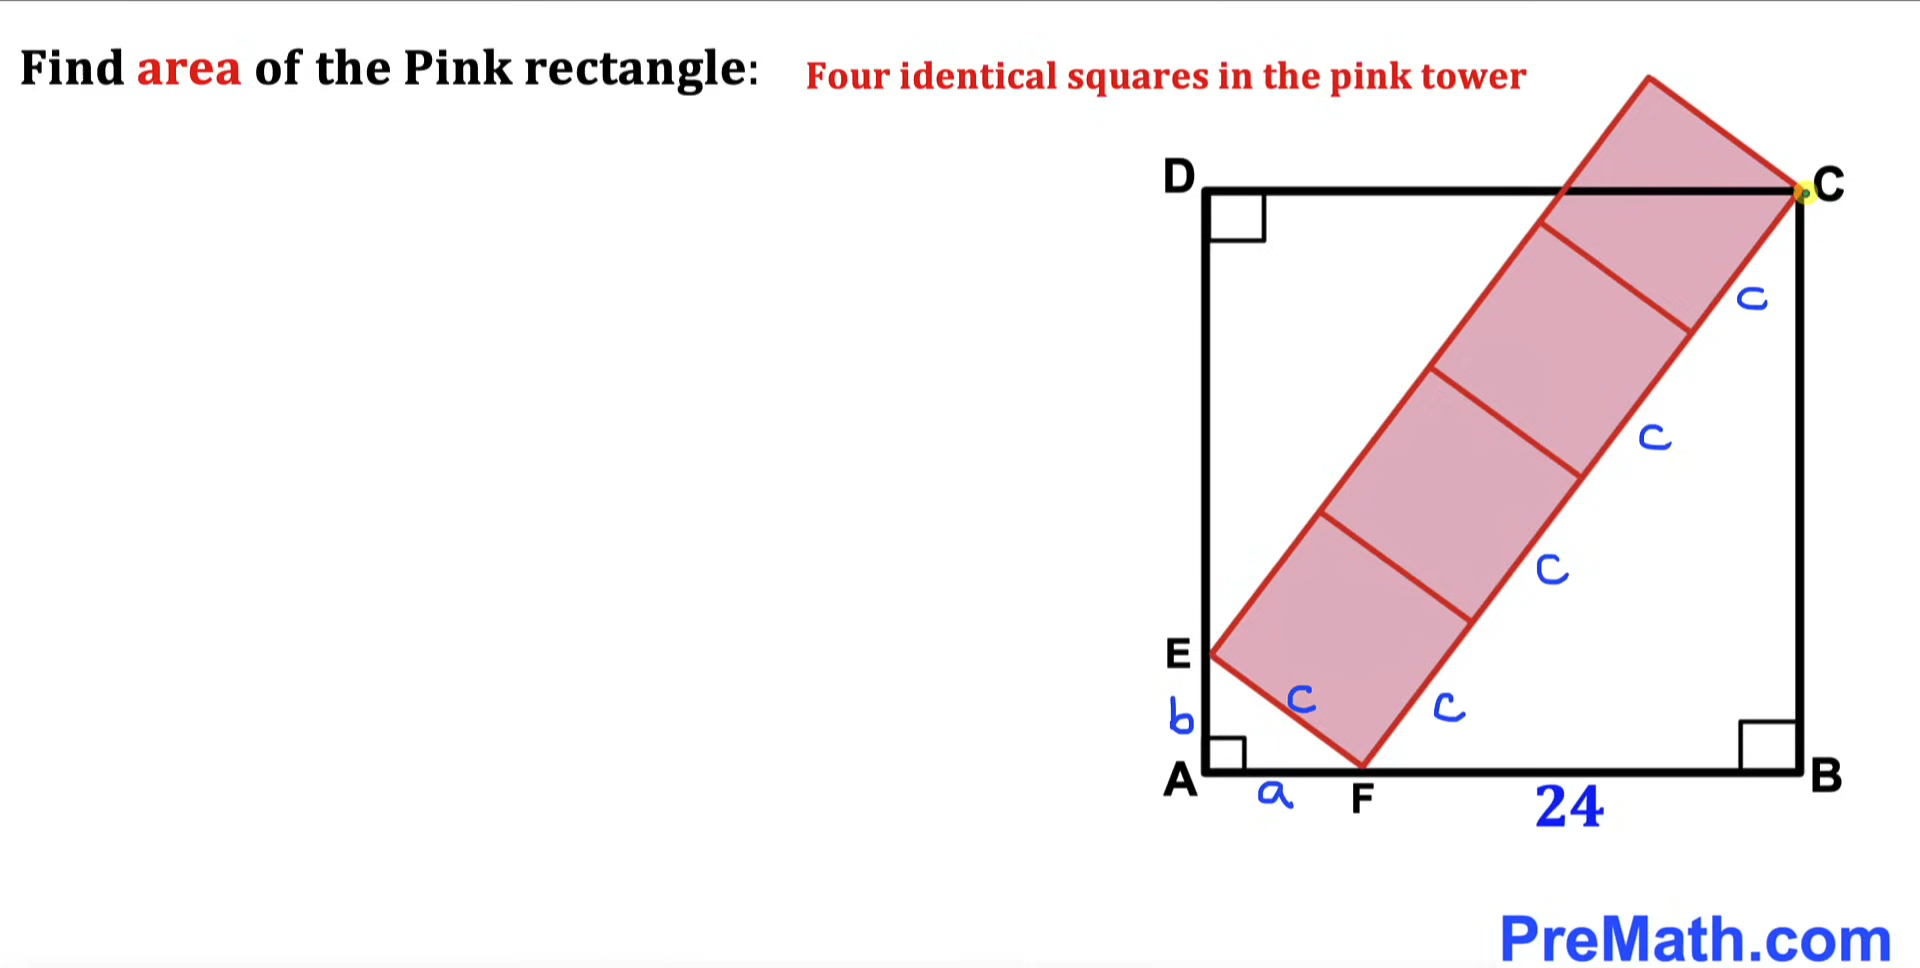 Find area of the Pink rectangle:
Four identical squares in the pink tower
D
C
c
c
c
E
c
c
b
A
a
F
24
B
PreMath.com